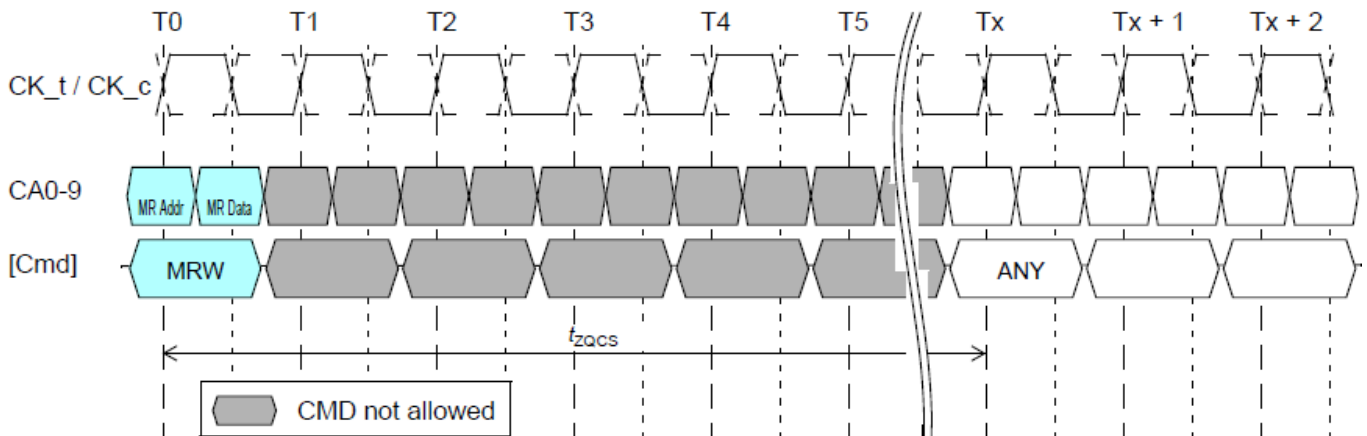 T0 T1 T2 T3 T4 T5 Tx Tx + 1 Tx + 2
CK_t / CK_c
CA0-9 MR Addr MR Data
[Cmd] MRW ANY
tZQCS
CMD not allowed